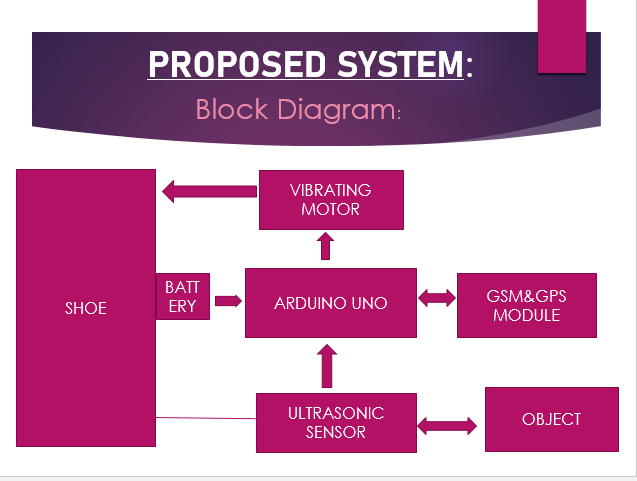 PROPOSED SYSTEM:
Block Diagram:
VIBRATING
MOTOR
SHOE
BATT
ERY
ARDUINO UNO
GSM&GPS
MODULE
ULTRASONIC
SENSOR
OBJECT